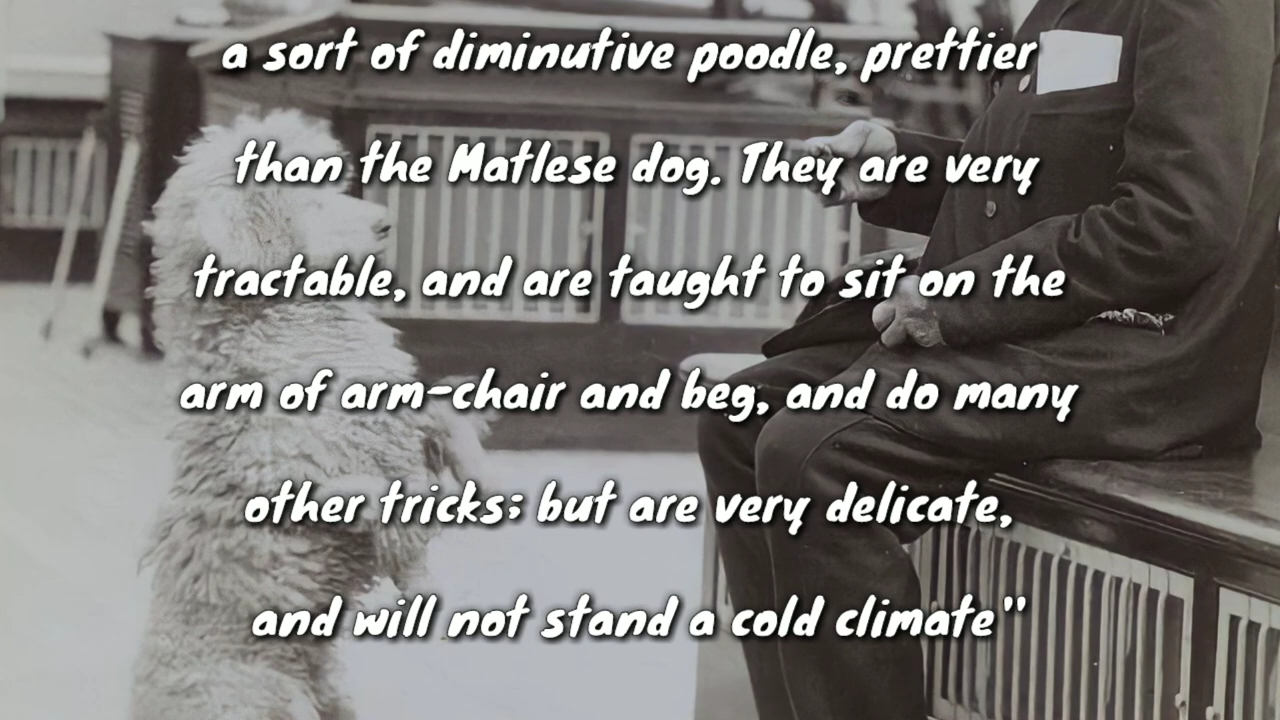 a sort of diminutive poodle, prettier
than the Matlese dog. They are very
tractable, and are taught to sit on the
arm of arm-chair and beg, and do many
other tricks; but are very delicate,
and will not stand a cold climate"